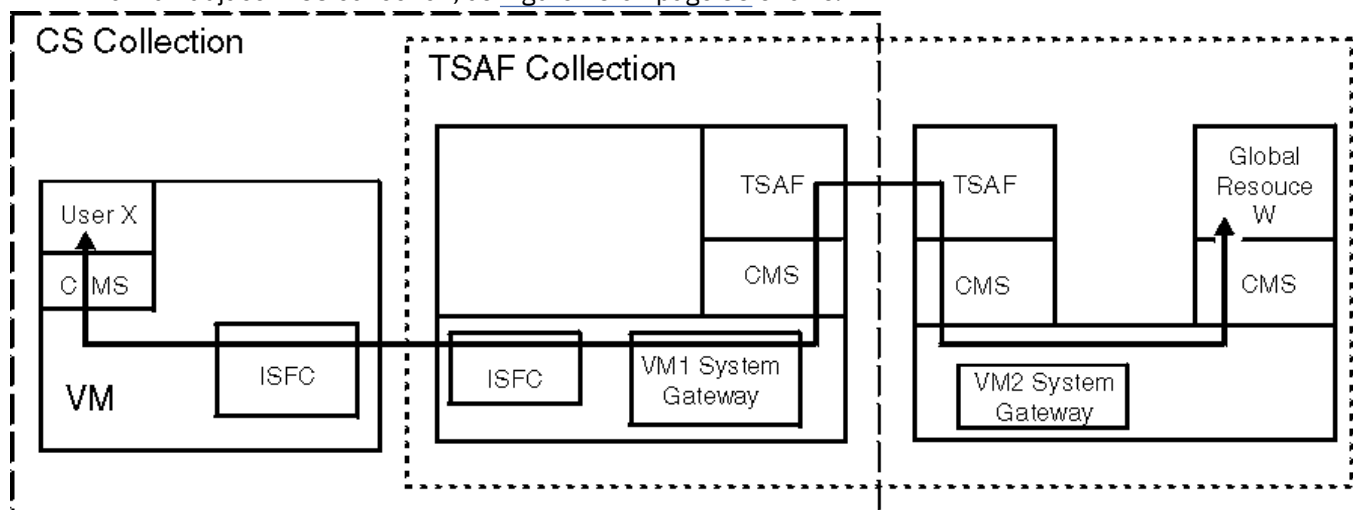 CS Collection
TSAF Collection
User X
CMS
ISFC
VM
TSAF
CMS
ISFC
VM1 System
Gateway
TSAF
CMS
VM2 System
Gateway
Global
Resouce
W
CMS